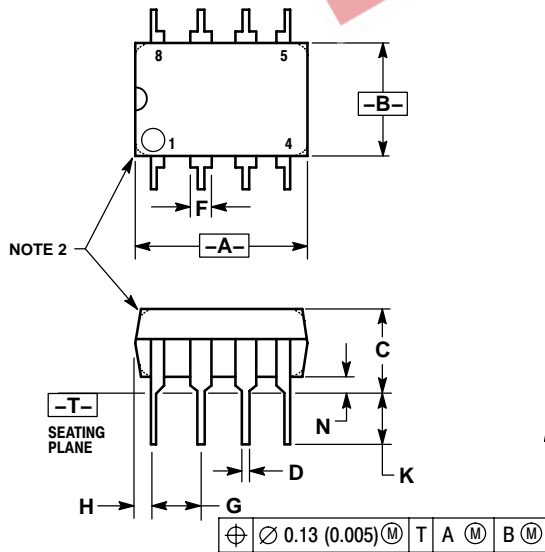 8 5
–B–
1 4
F
NOTE 2
–A–
C
–T–
N
SEATING
PLANE
D
K
H G
⌖ ∅ 0.13 (0.005) Ⓜ T A Ⓜ B Ⓜ